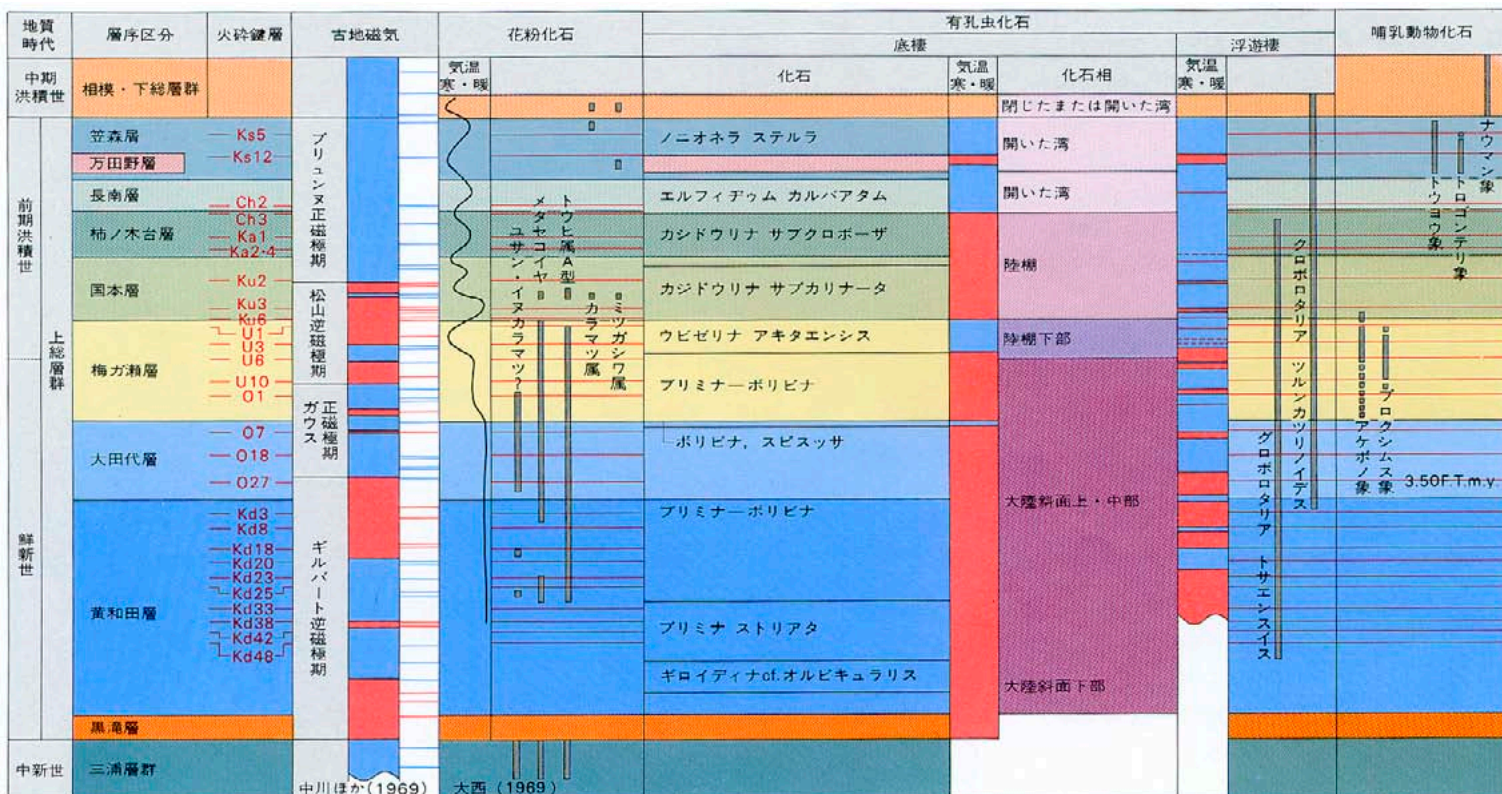 地質時代
層序区分
火砕鍵層
古地磁気
花粉化石
有孔虫化石
哺乳動物化石
底棲
浮遊棲
気温 寒・暖
化石
気温 寒・暖
化石相
気温 寒・暖
中期洪積世
前期洪積世
鮮新世
中新世
上総層群
相模・下総層群
笠森層
万田野層
長南層
柿ノ木台層
国本層
梅ガ瀬層
大田代層
黄和田層
黒滝層
三浦層群
Ks5
Ks12
Ch2
Ch3
Ka1
Ka2・4
Ku2
Ku3
Ku6
U1
U3
U6
U10
O1
O7
O18
O27
Kd3
Kd8
Kd18
Kd20
Kd23
Kd25
Kd33
Kd38
Kd42
Kd48
ブリュンヌ正磁極期
松山逆磁極期
ガウス正磁極期
ギルバート逆磁極期
中川ほか(1969)
ユサン・イヌカラマツ?
メタセコイヤ
トウヒ属A型
カラマツ属
ミツガシワ属
大西(1969)
ノニオネラ ステルラ
エルフィヂゥム カルバアタム
カシドウリナ サブクロボーザ
カジドウリナ サブカリナータ
ウビゼリナ アキタエンシス
ブリミナーボリビナ
ボリビナ, スピスッサ
ブリミナーボリビナ
ブリミナ ストリアタ
ギロイディナcf.オルビキュラリス
閉じたまたは開いた湾
開いた湾
開いた湾
陸棚
陸棚下部
大陸斜面上・中部
大陸斜面下部
グロボロタリア トサエンスイス
クロボロタリア ツルンカツリノイデス
アケボノ象
プロクシムス象
トウヨウ象
トロゴンテリ象
ナウマン象
3.50F.T.m.y.